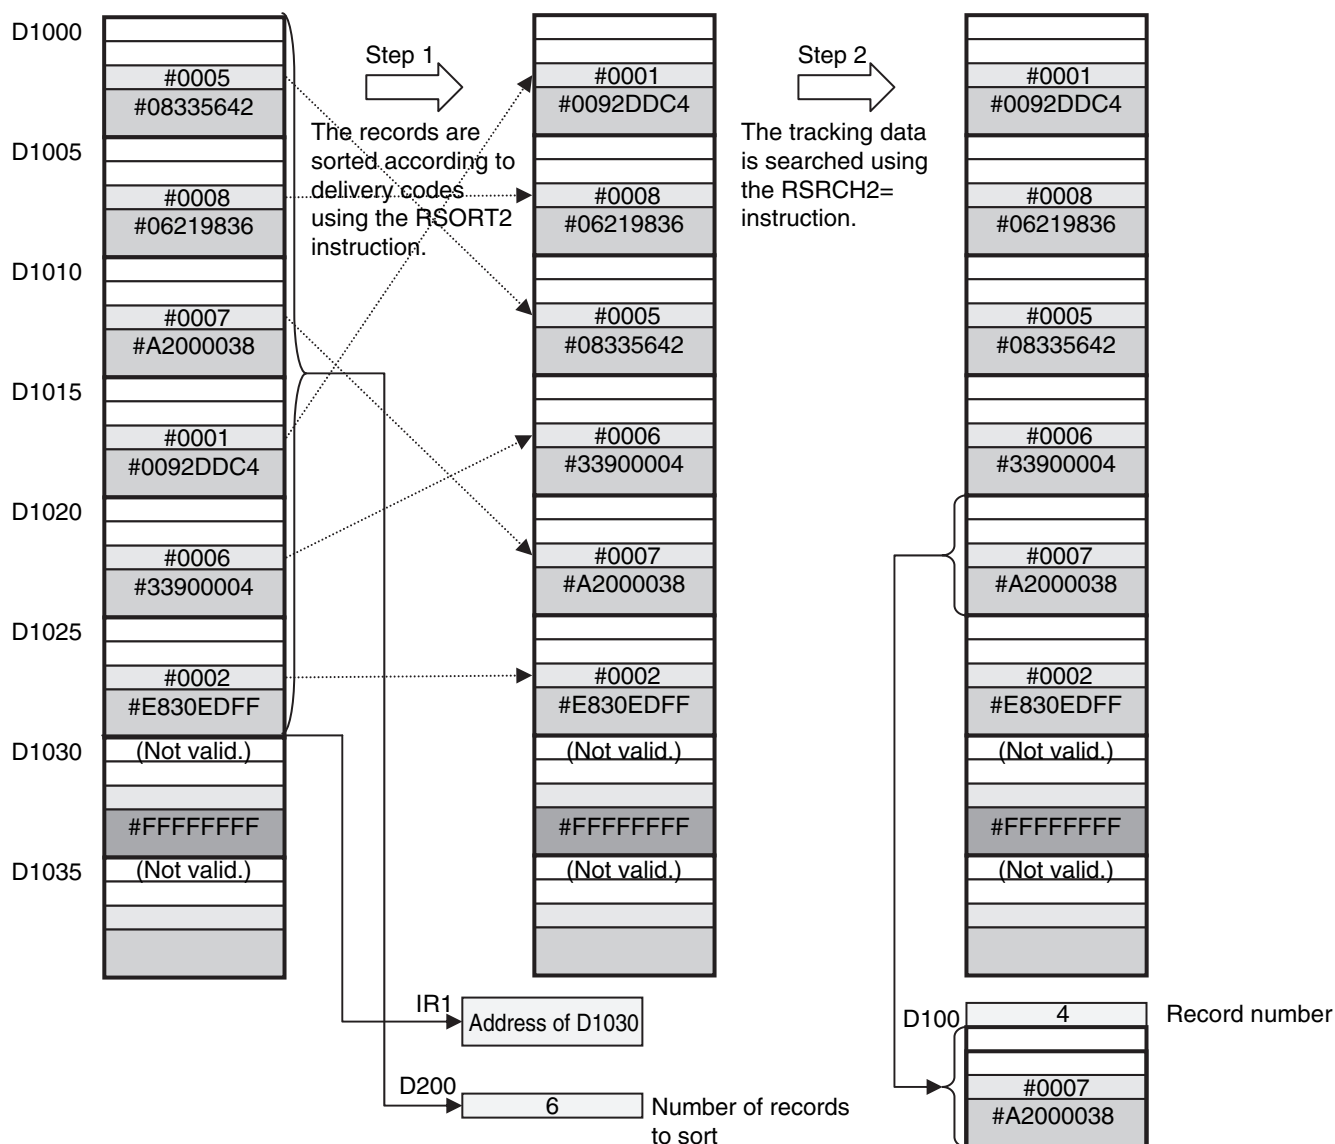 D1000
#0005
#08335642
D1005
#0008
#06219836
D1010
#0007
#A2000038
D1015
#0001
#0092DDC4
D1020
#0006
#33900004
D1025
#0002
#E830EDFF
D1030
(Not valid.)
#FFFFFFFF
D1035
(Not valid.)
Step 1
The records are
sorted according to
delivery codes
using the RSORT2
instruction.
#0001
#0092DDC4
#0008
#06219836
#0005
#08335642
#0006
#33900004
#0007
#A2000038
#0002
#E830EDFF
(Not valid.)
#FFFFFFFF
(Not valid.)
Step 2
The tracking data
is searched using
the RSRCH2=
instruction.
#0001
#0092DDC4
#0008
#06219836
#0005
#08335642
#0006
#33900004
#0007
#A2000038
#0002
#E830EDFF
(Not valid.)
#FFFFFFFF
(Not valid.)
IR1
Address of D1030
D200
6
Number of records
to sort
D100
4
Record number
#0007
#A2000038